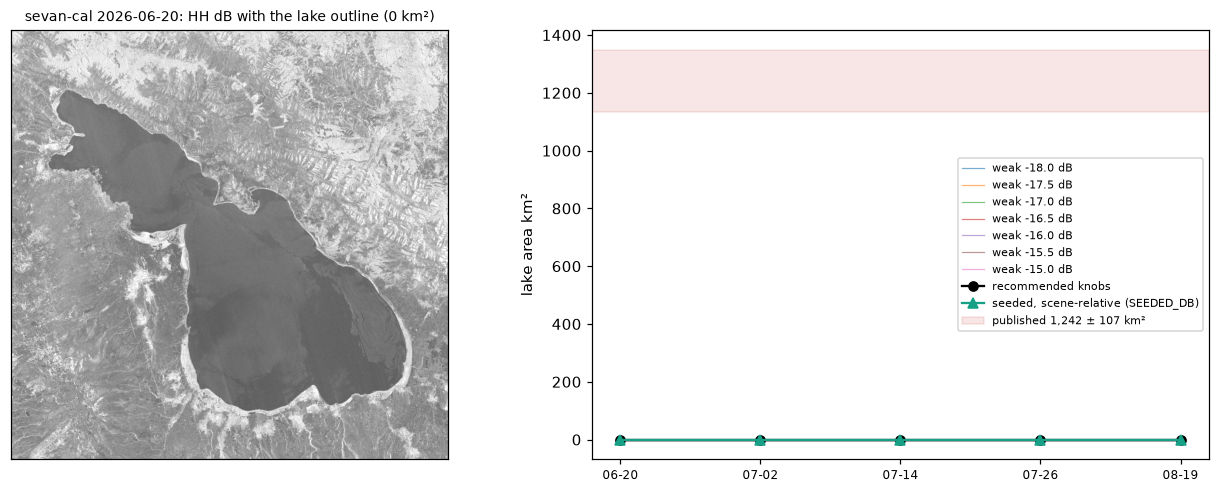 sevan-cal 2026-06-20: HH dB with the lake outline (0 km²)
lake area km²
1400
1200
1000
800
600
400
200
0
weak -18.0 dB
weak -17.5 dB
weak -17.0 dB
weak -16.5 dB
weak -16.0 dB
weak -15.5 dB
weak -15.0 dB
recommended knobs
seeded, scene-relative (SEEDED_DB)
published 1,242 ± 107 km²
06-20 07-02 07-14 07-26 08-19